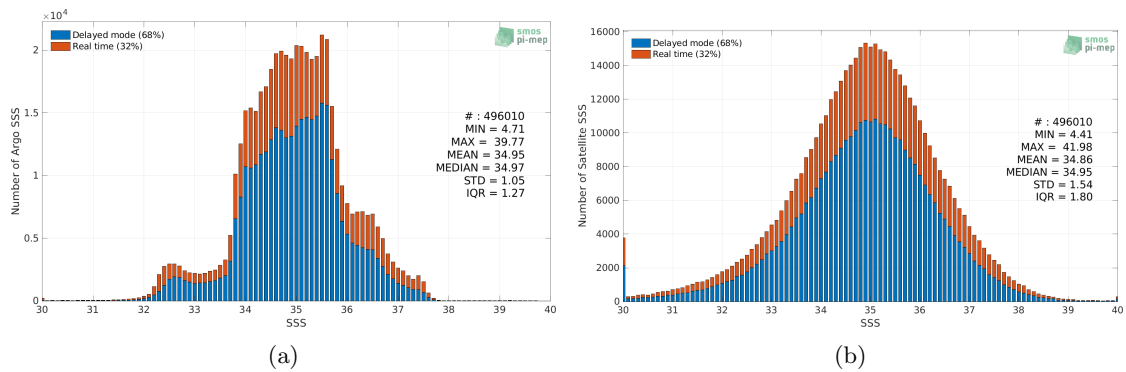 ×10⁴
2
1.5
1
0.5
0
Number of Argo SSS
Delayed mode (68%)
Real time (32%)
smos
pi-mep
# : 496010
MIN = 4.71
MAX = 39.77
MEAN = 34.95
MEDIAN = 34.97
STD = 1.05
IQR = 1.27
30 31 32 33 34 35 36 37 38 39 40
SSS
(a)
16000
14000
12000
10000
8000
6000
4000
2000
0
Number of Satellite SSS
Delayed mode (68%)
Real time (32%)
smos
pi-mep
# : 496010
MIN = 4.41
MAX = 41.98
MEAN = 34.86
MEDIAN = 34.95
STD = 1.54
IQR = 1.80
30 31 32 33 34 35 36 37 38 39 40
SSS
(b)